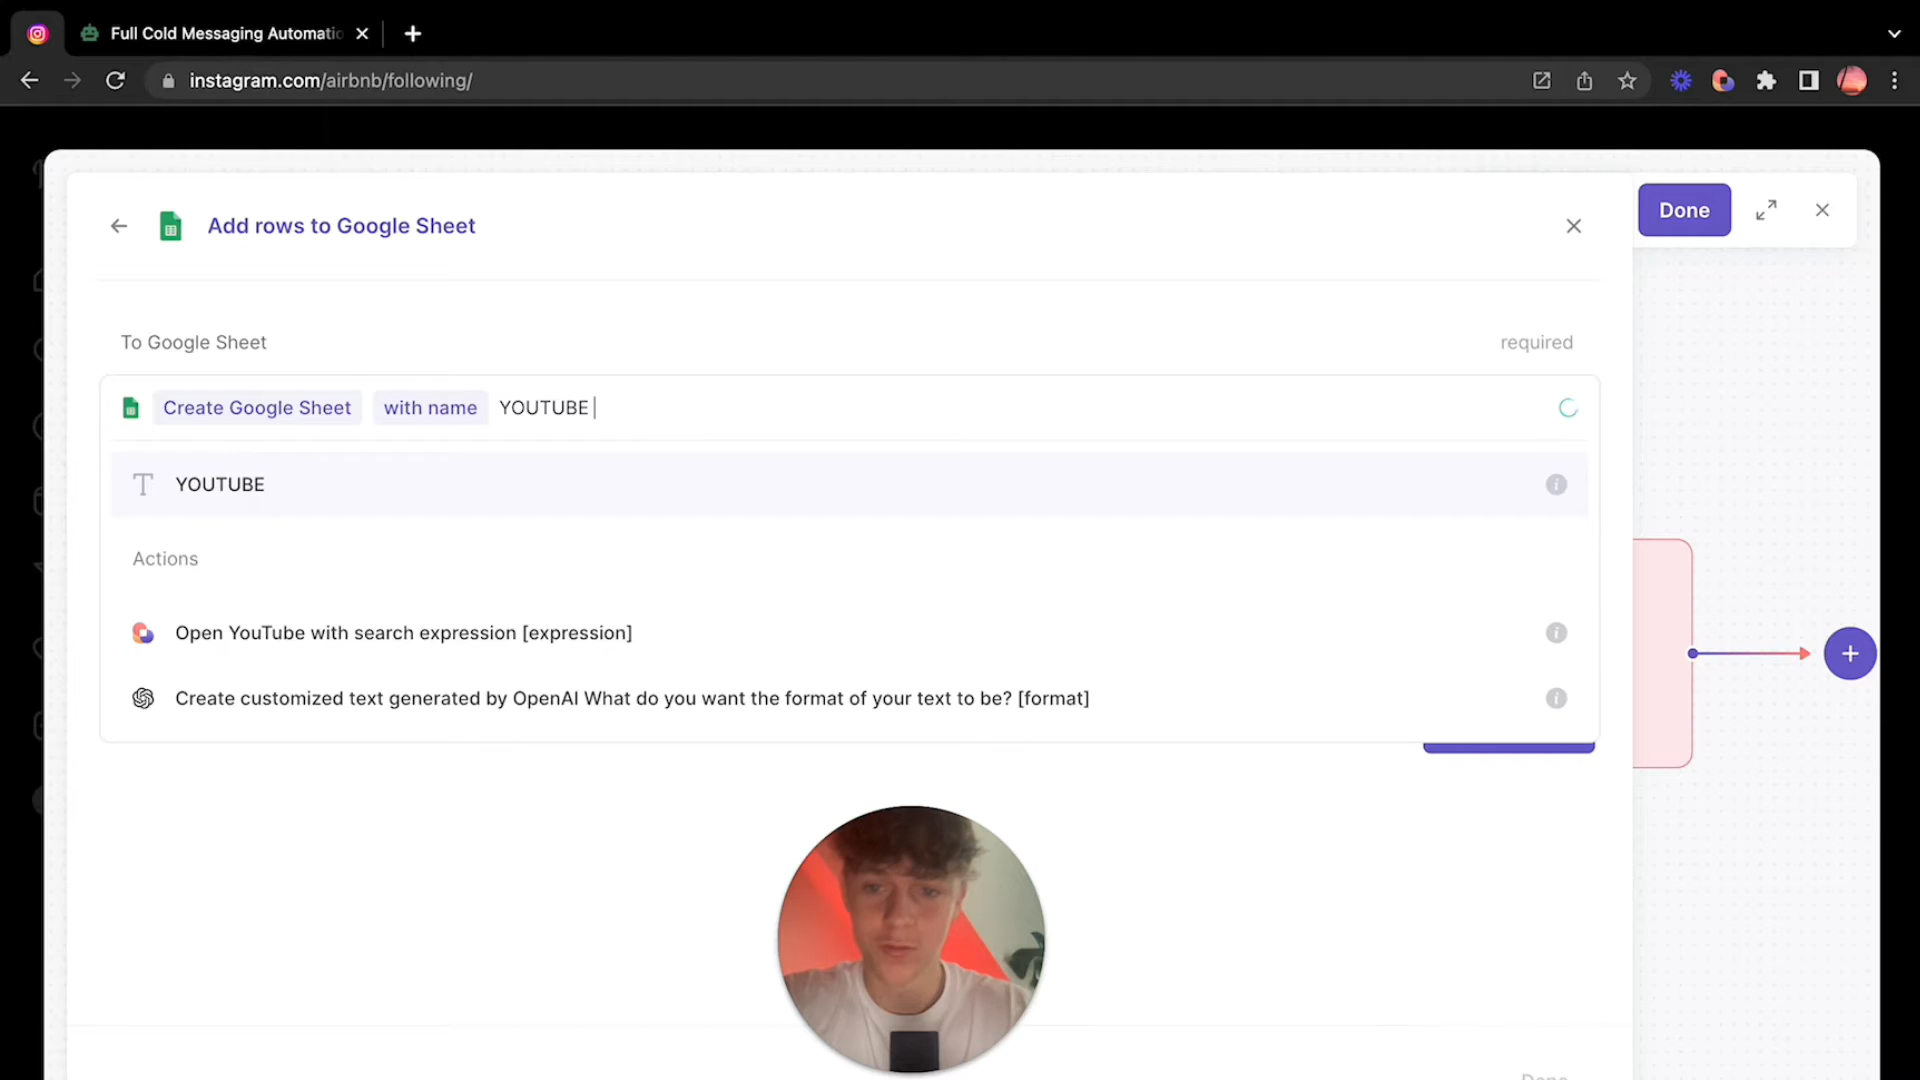 Full Cold Messaging Automatio
instagram.com/airbnb/following/
Add rows to Google Sheet
Done
To Google Sheet
required
Create Google Sheet with name YOUTUBE
YOUTUBE
Actions
Open YouTube with search expression [expression]
Create customized text generated by OpenAI What do you want the format of your text to be? [format]
Done